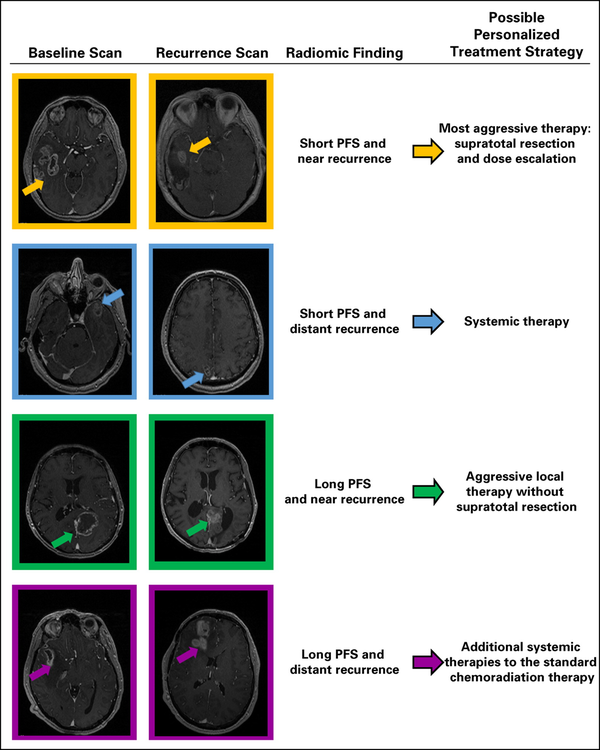 Baseline Scan
Recurrence Scan
Radiomic Finding
Possible
Personalized
Treatment Strategy
Short PFS and
near recurrence
Most aggressive therapy:
supratotal resection
and dose escalation
Short PFS and
distant recurrence
Systemic therapy
Long PFS
and near recurrence
Aggressive local
therapy without
supratotal resection
Long PFS and
distant recurrence
Additional systemic
therapies to the standard
chemoradiation therapy